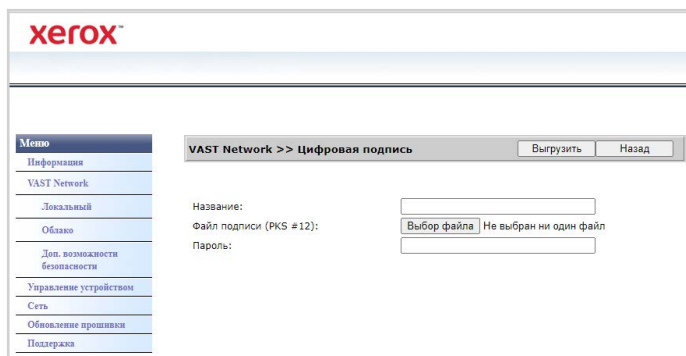 xerox™
Меню
Информация
VAST Network
Локальный
Облако
Доп. возможности
безопасности
Управление устройством
Сеть
Обновление прошивки
Поддержка
VAST Network >> Цифровая подпись
Выгрузить
Назад
Название:
Файл подписи (PKS #12):
Выбор файла Не выбран ни один файл
Пароль: